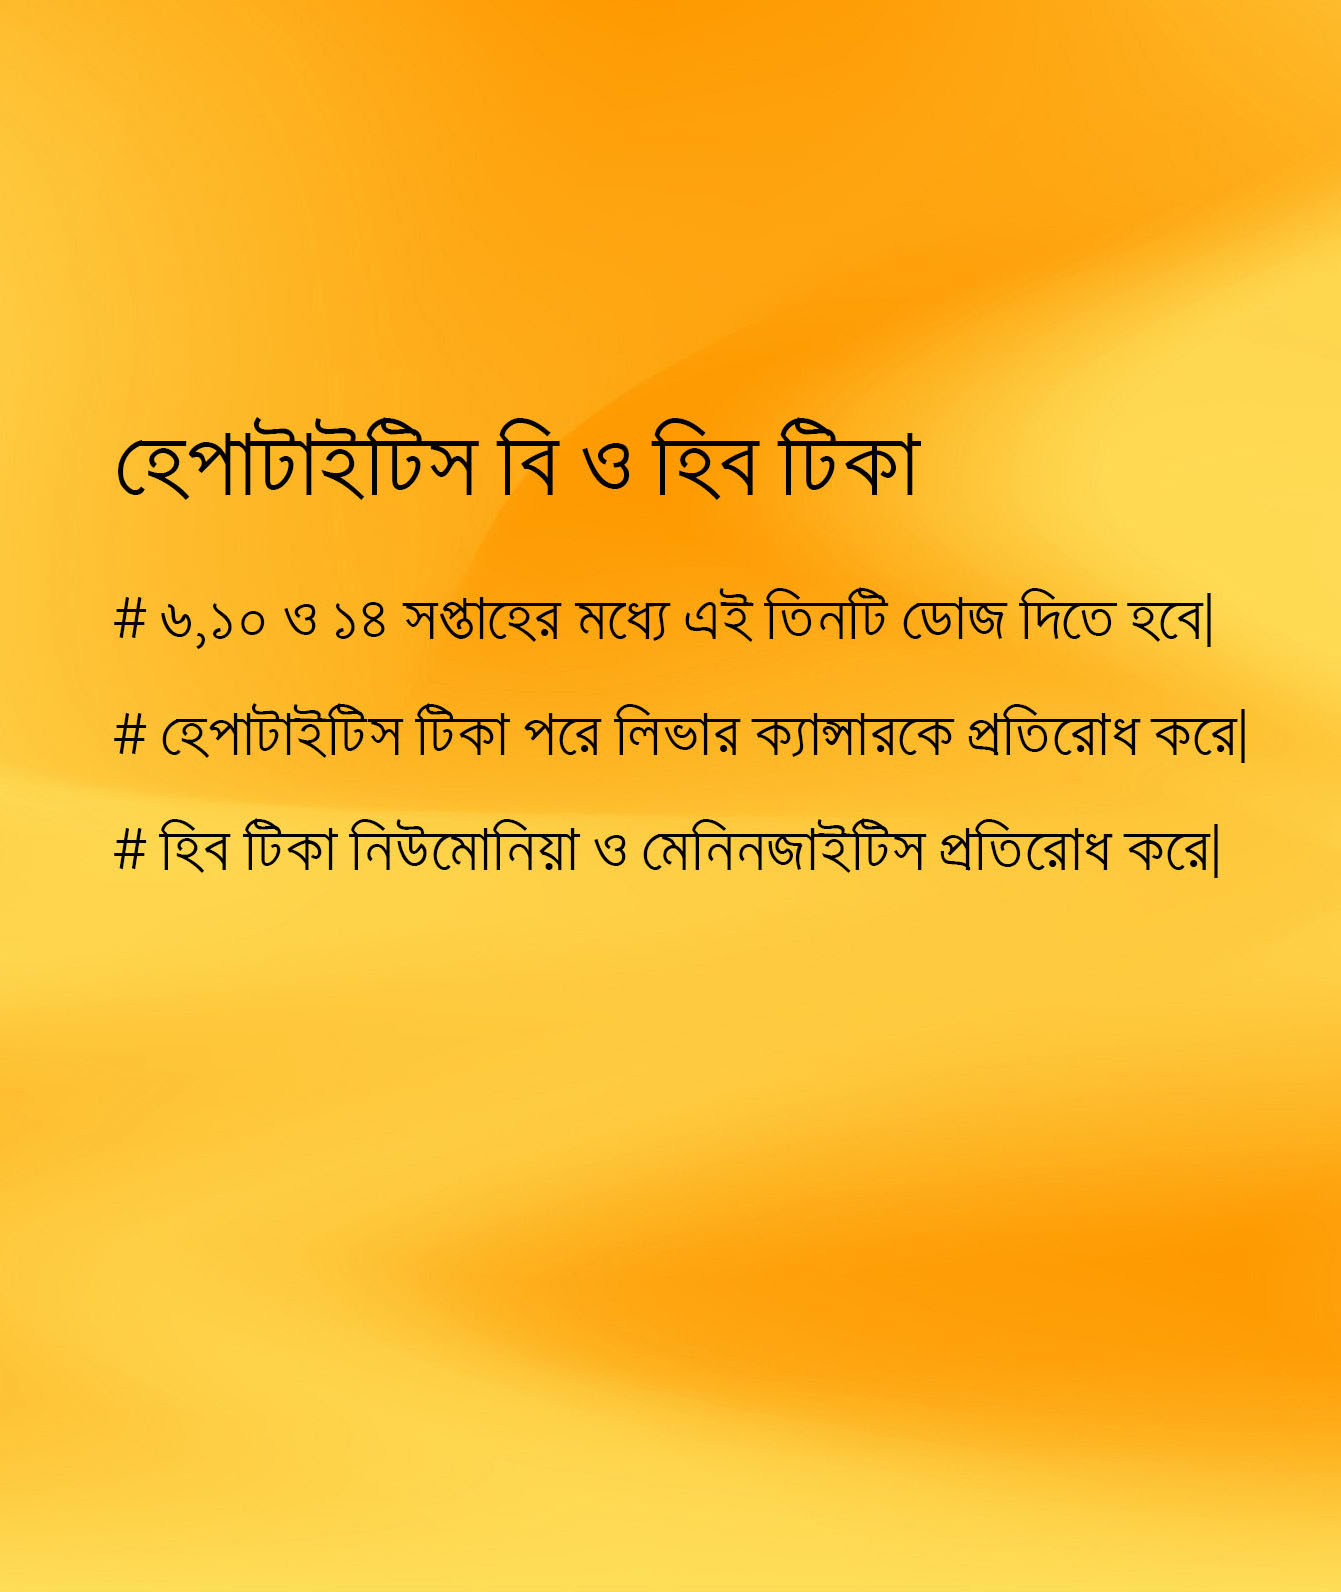 হেপাটাইটিস বি ও হিব টিকা
# ৬,১০ ও ১৪ সপ্তাহের মধ্যে এই তিনটি ডোজ দিতে হবে|
# হেপাটাইটিস টিকা পরে লিভার ক্যান্সারকে প্রতিরোধ করে|
# হিব টিকা নিউমোনিয়া ও মেনিনজাইটিস প্রতিরোধ করে|